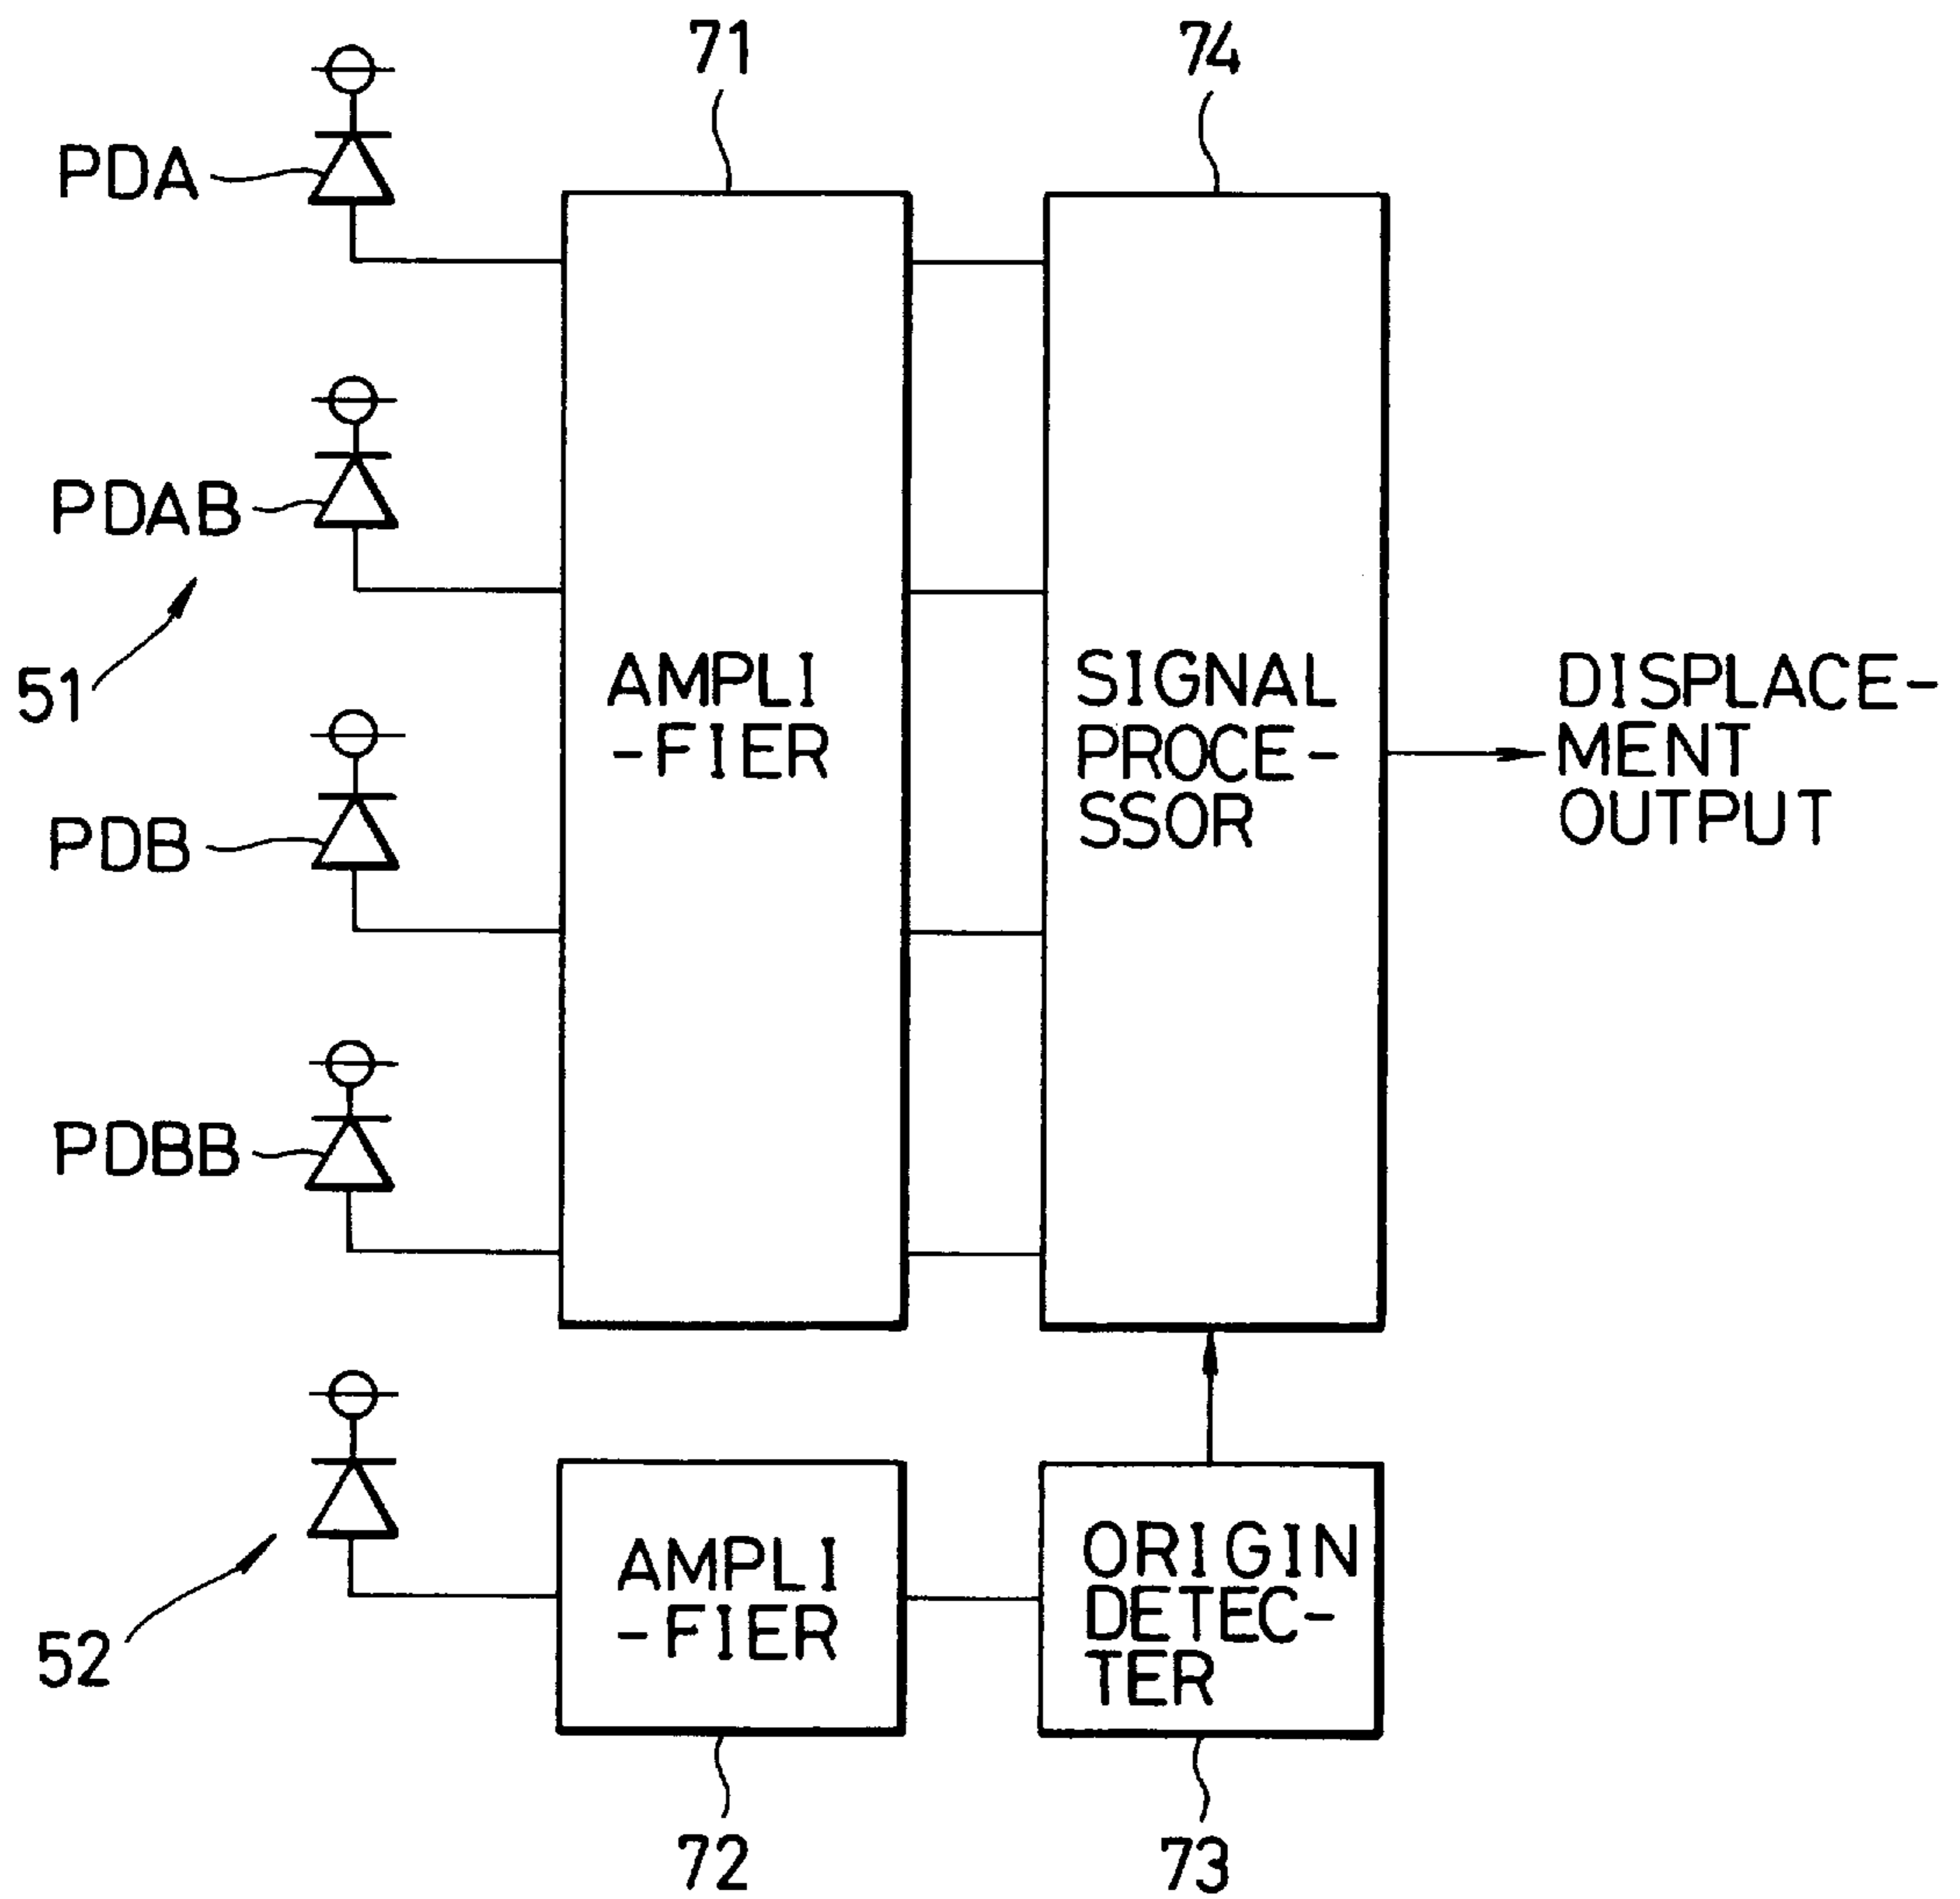 71
74
PDA
PDAB
51
AMPLI
-FIER
SIGNAL
PROCE-
SSOR
DISPLACE-
MENT
OUTPUT
PDB
PDBB
52
AMPLI
-FIER
ORIGIN
DETEC-
TER
72
73